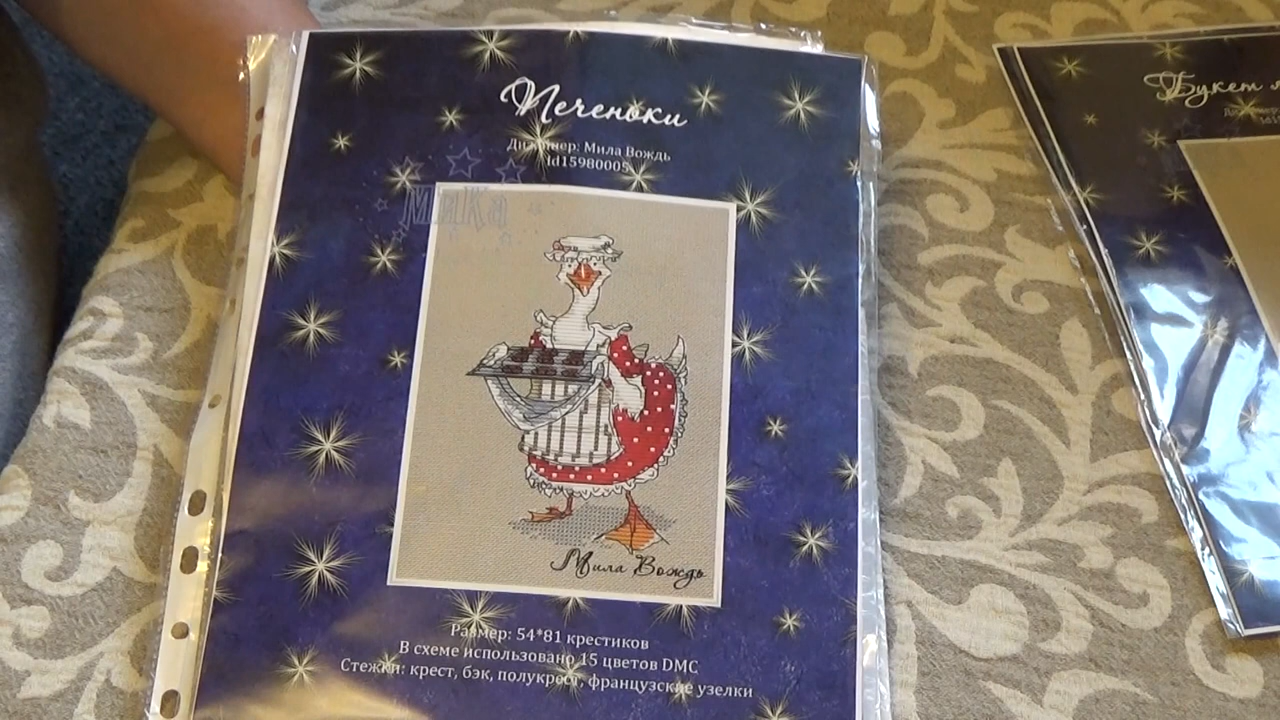 Печеньки
Дизайнер: Мила Вождь
Id15980005
МиКа
Мила Вождь
Размер: 54*81 крестиков
В схеме использовано 15 цветов DMC
Стежки: крест, бэк, полукрест, французские узелки
Букет